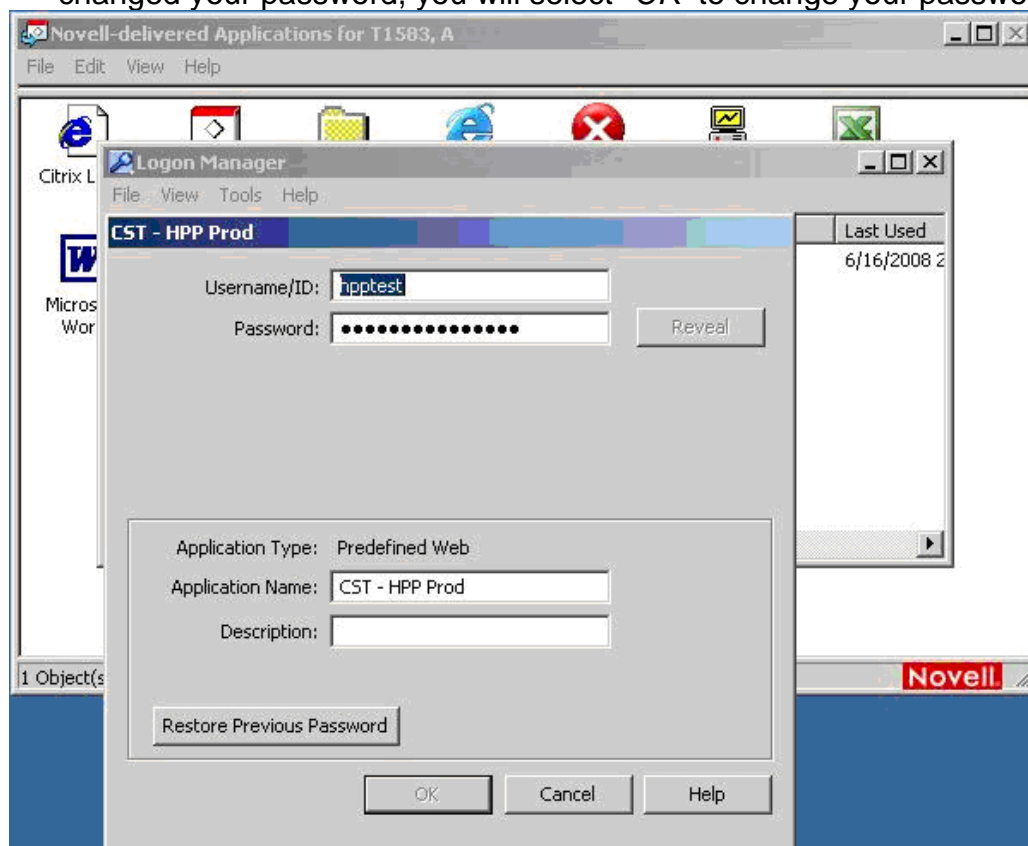 changed your password, you will select "OK" to change your passwo
Novell-delivered Applications for T1583, A
File Edit View Help
Citrix L
Logon Manager
File View Tools Help
CST - HPP Prod
Last Used
6/16/2008 2
Username/ID: hpptest
Micros
Wor
Password: ●●●●●●●●●●●●●●●
Reveal
Application Type: Predefined Web
Application Name: CST - HPP Prod
Description:
1 Object(s
Novell.
Restore Previous Password
OK Cancel Help